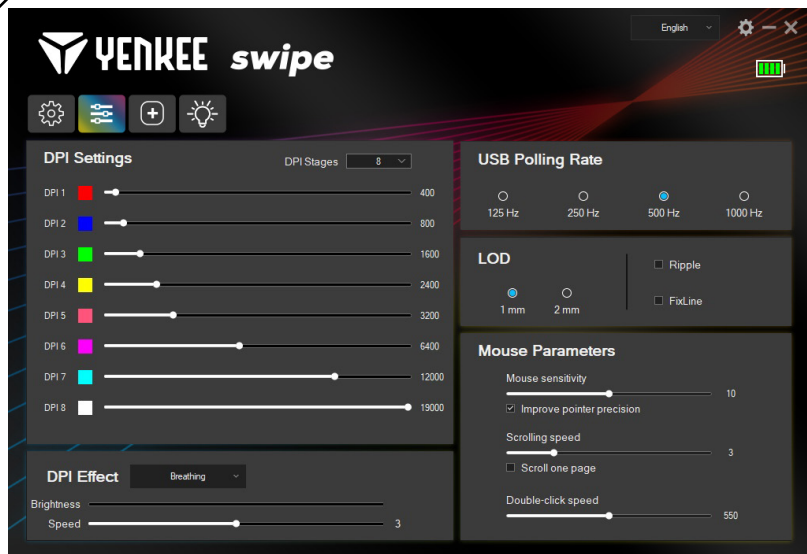 English
YENKEE swipe
DPI Settings
DPI Stages 8
DPI 1 400
DPI 2 800
DPI 3 1600
DPI 4 2400
DPI 5 3200
DPI 6 6400
DPI 7 12000
DPI 8 19000
DPI Effect Breathing
Brightness
Speed 3
USB Polling Rate
125 Hz 250 Hz 500 Hz 1000 Hz
LOD
1 mm 2 mm
Ripple
FixLine
Mouse Parameters
Mouse sensitivity
10
Improve pointer precision
Scrolling speed
3
Scroll one page
Double-click speed
550